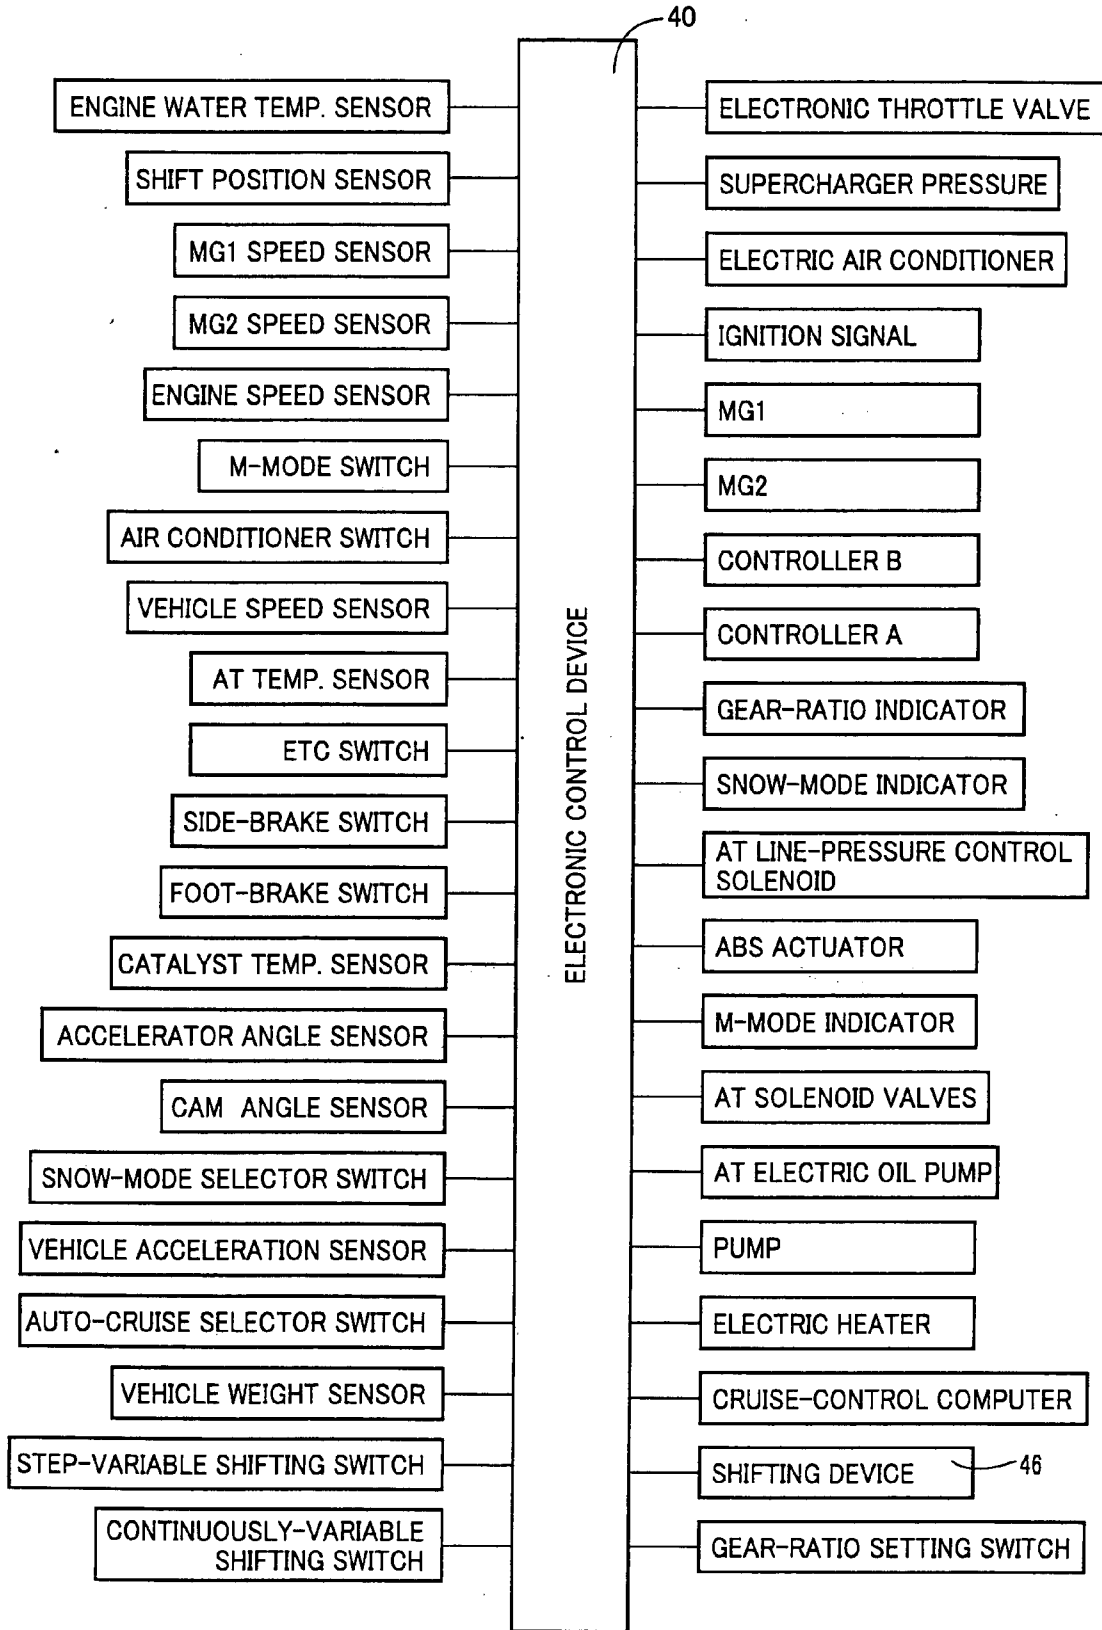 40
ENGINE WATER TEMP. SENSOR
SHIFT POSITION SENSOR
MG1 SPEED SENSOR
MG2 SPEED SENSOR
ENGINE SPEED SENSOR
M-MODE SWITCH
AIR CONDITIONER SWITCH
VEHICLE SPEED SENSOR
AT TEMP. SENSOR
ETC SWITCH
SIDE-BRAKE SWITCH
FOOT-BRAKE SWITCH
CATALYST TEMP. SENSOR
ACCELERATOR ANGLE SENSOR
CAM ANGLE SENSOR
SNOW-MODE SELECTOR SWITCH
VEHICLE ACCELERATION SENSOR
AUTO-CRUISE SELECTOR SWITCH
VEHICLE WEIGHT SENSOR
STEP-VARIABLE SHIFTING SWITCH
CONTINUOUSLY-VARIABLE
SHIFTING SWITCH
ELECTRONIC CONTROL DEVICE
ELECTRONIC THROTTLE VALVE
SUPERCHARGER PRESSURE
ELECTRIC AIR CONDITIONER
IGNITION SIGNAL
MG1
MG2
CONTROLLER B
CONTROLLER A
GEAR-RATIO INDICATOR
SNOW-MODE INDICATOR
AT LINE-PRESSURE CONTROL
SOLENOID
ABS ACTUATOR
M-MODE INDICATOR
AT SOLENOID VALVES
AT ELECTRIC OIL PUMP
PUMP
ELECTRIC HEATER
CRUISE-CONTROL COMPUTER
SHIFTING DEVICE
46
GEAR-RATIO SETTING SWITCH